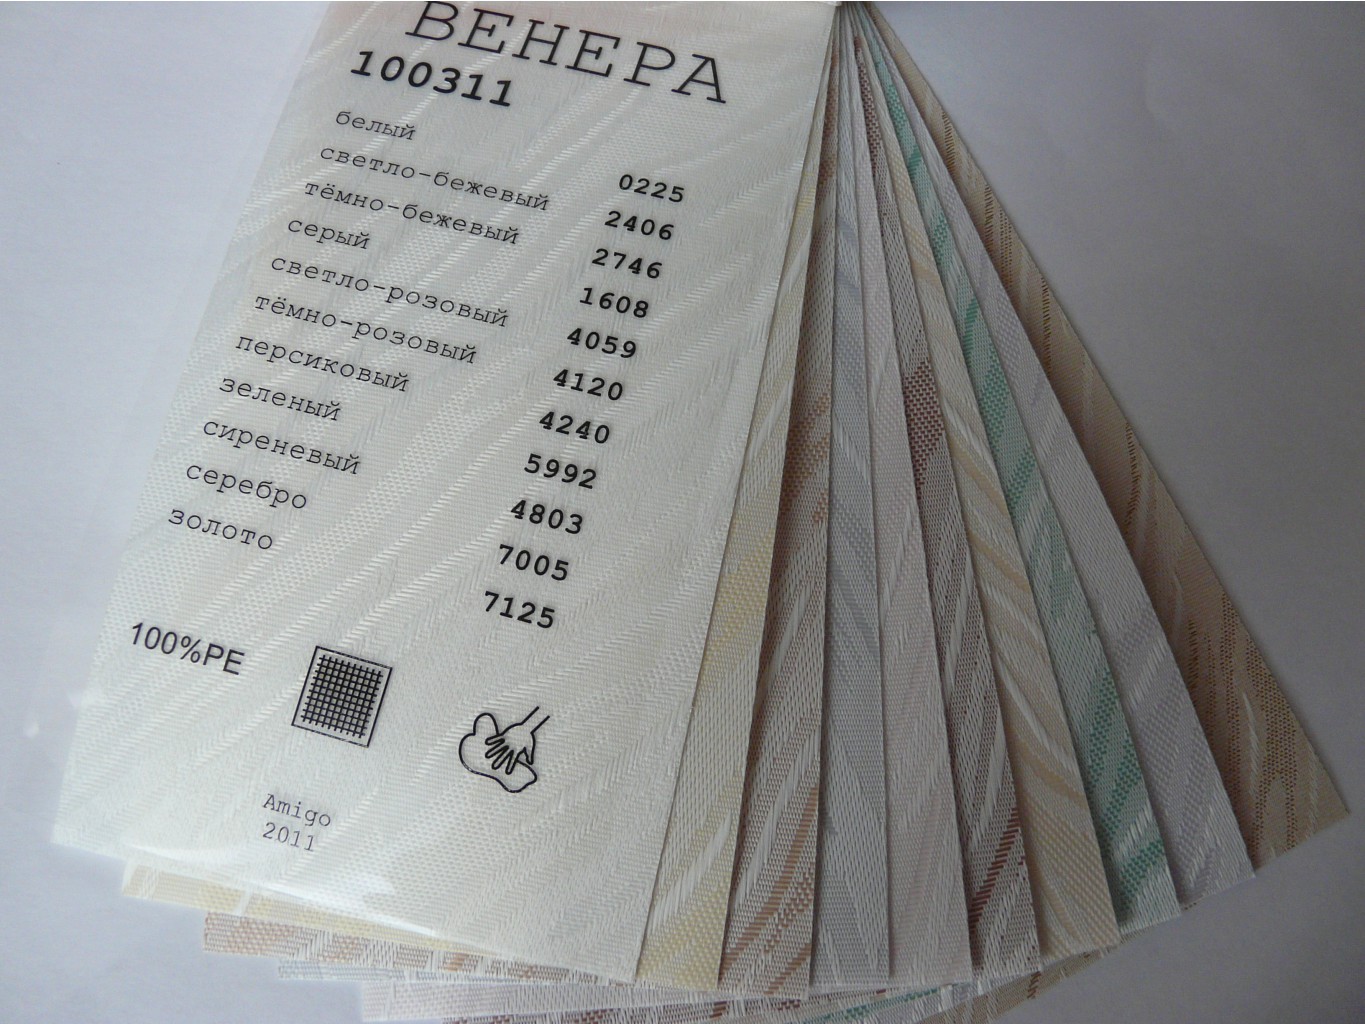 ВЕНЕРА
100311
белый 0225
светло-бежевый 2406
тёмно-бежевый 2746
серый 1608
светло-розовый 4059
тёмно-розовый 4120
персиковый 4240
зеленый 5992
сиреневый 4803
серебро 7005
золото 7125
100%PE
Amigo
2011